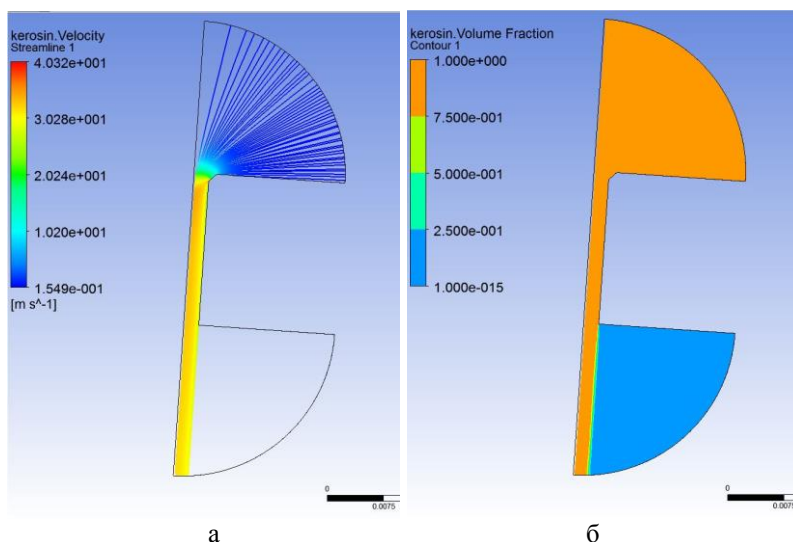 kerosin.Velocity
Streamline 1
4.032e+001
3.028e+001
2.024e+001
1.020e+001
1.549e-001
[m s^-1]
0
0.0075
а
kerosin.Volume Fraction
Contour 1
1.000e+000
7.500e-001
5.000e-001
2.500e-001
1.000e-015
0
0.0075
б